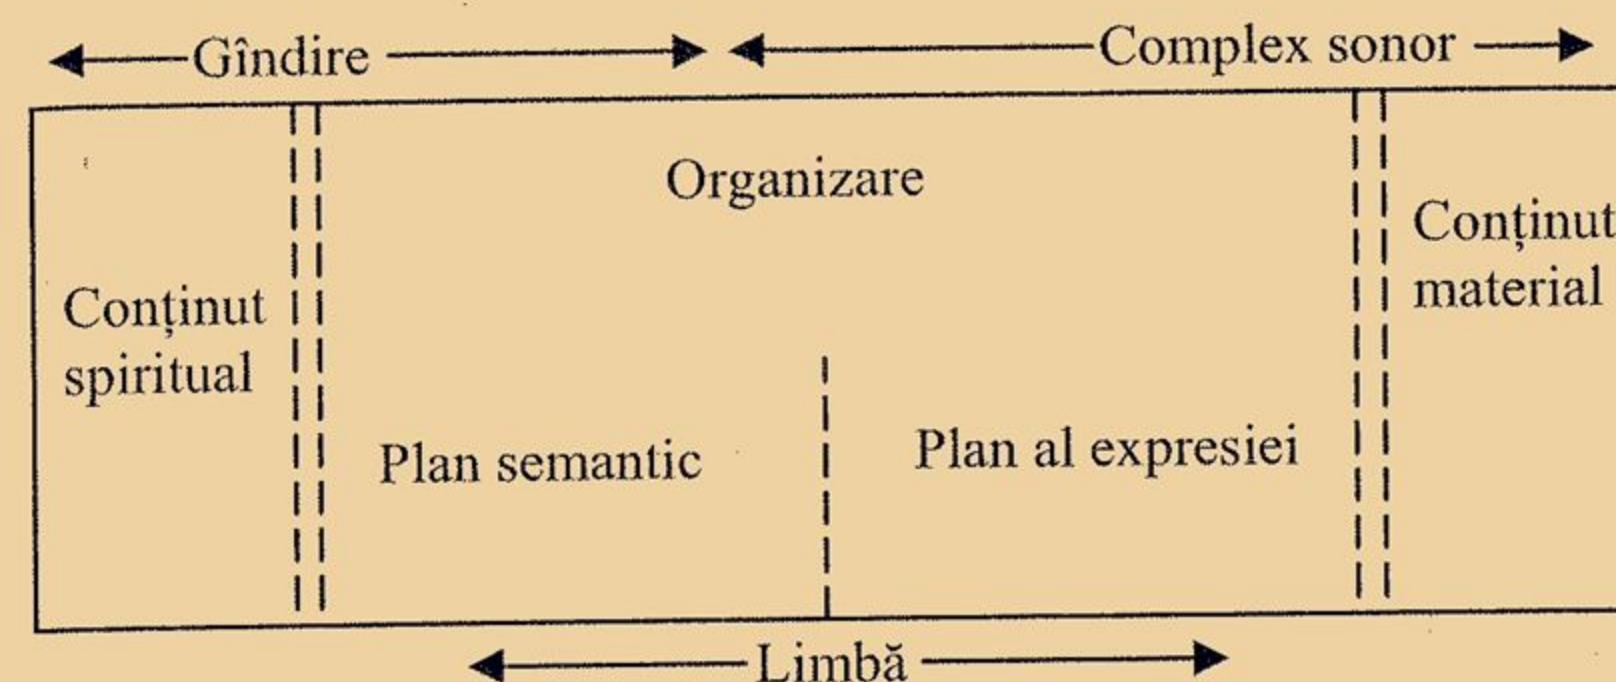 Gîndire Complex sonor
Organizare
Conținut
material
Conținut
spiritual
Plan semantic Plan al expresiei
Limbă